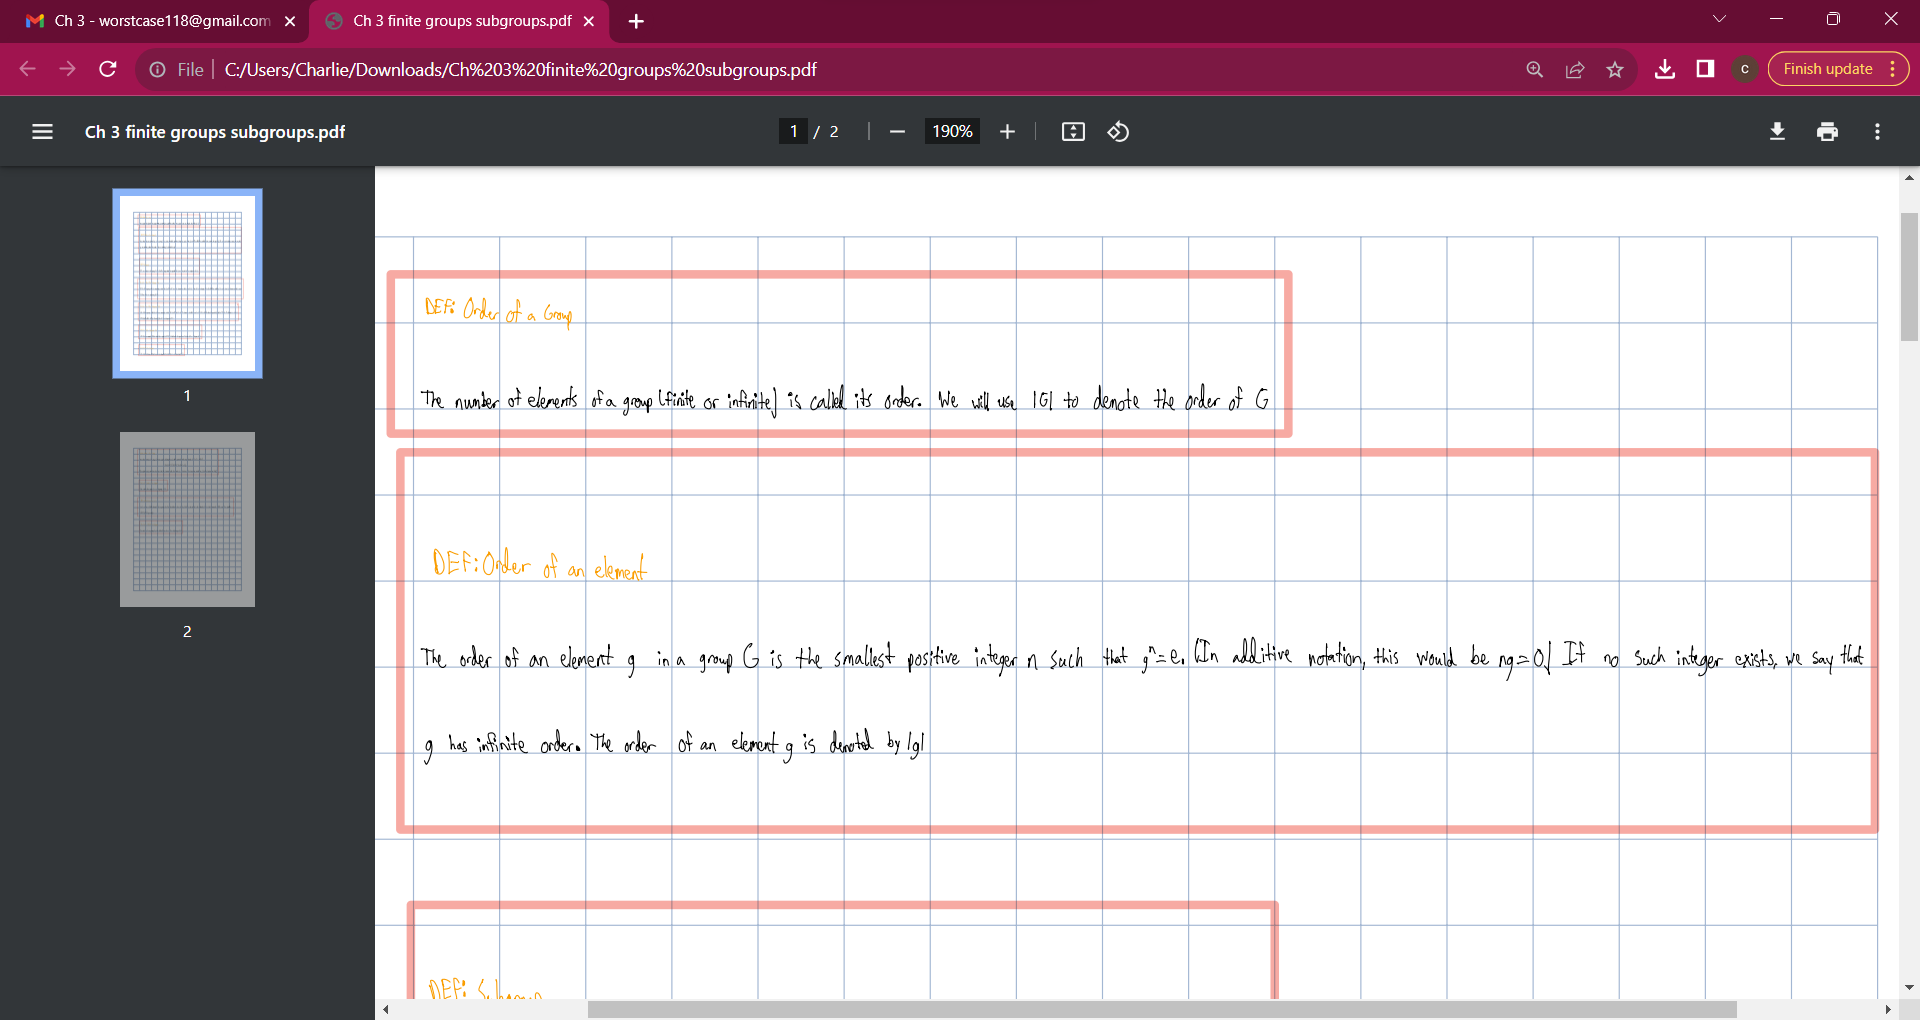 Ch 3 - worstcase118@gmail.com
Ch 3 finite groups subgroups.pdf
File
C:/Users/Charlie/Downloads/Ch%203%20finite%20groups%20subgroups.pdf
C
Finish update
Ch 3 finite groups subgroups.pdf
1 / 2
190%
1
2
DEF: Order of a Group
The number of elements of a group (finite or infinite) is called its order. We will use |G| to denote the order of G
DEF: Order of an element
The order of an element g in a group G is the smallest positive integer n such that gⁿ=e. (In additive notation, this would be ng=0) If no such integer exists, we say that
g has infinite order. The order of an element g is denoted by |g|
DEF: Subgroup